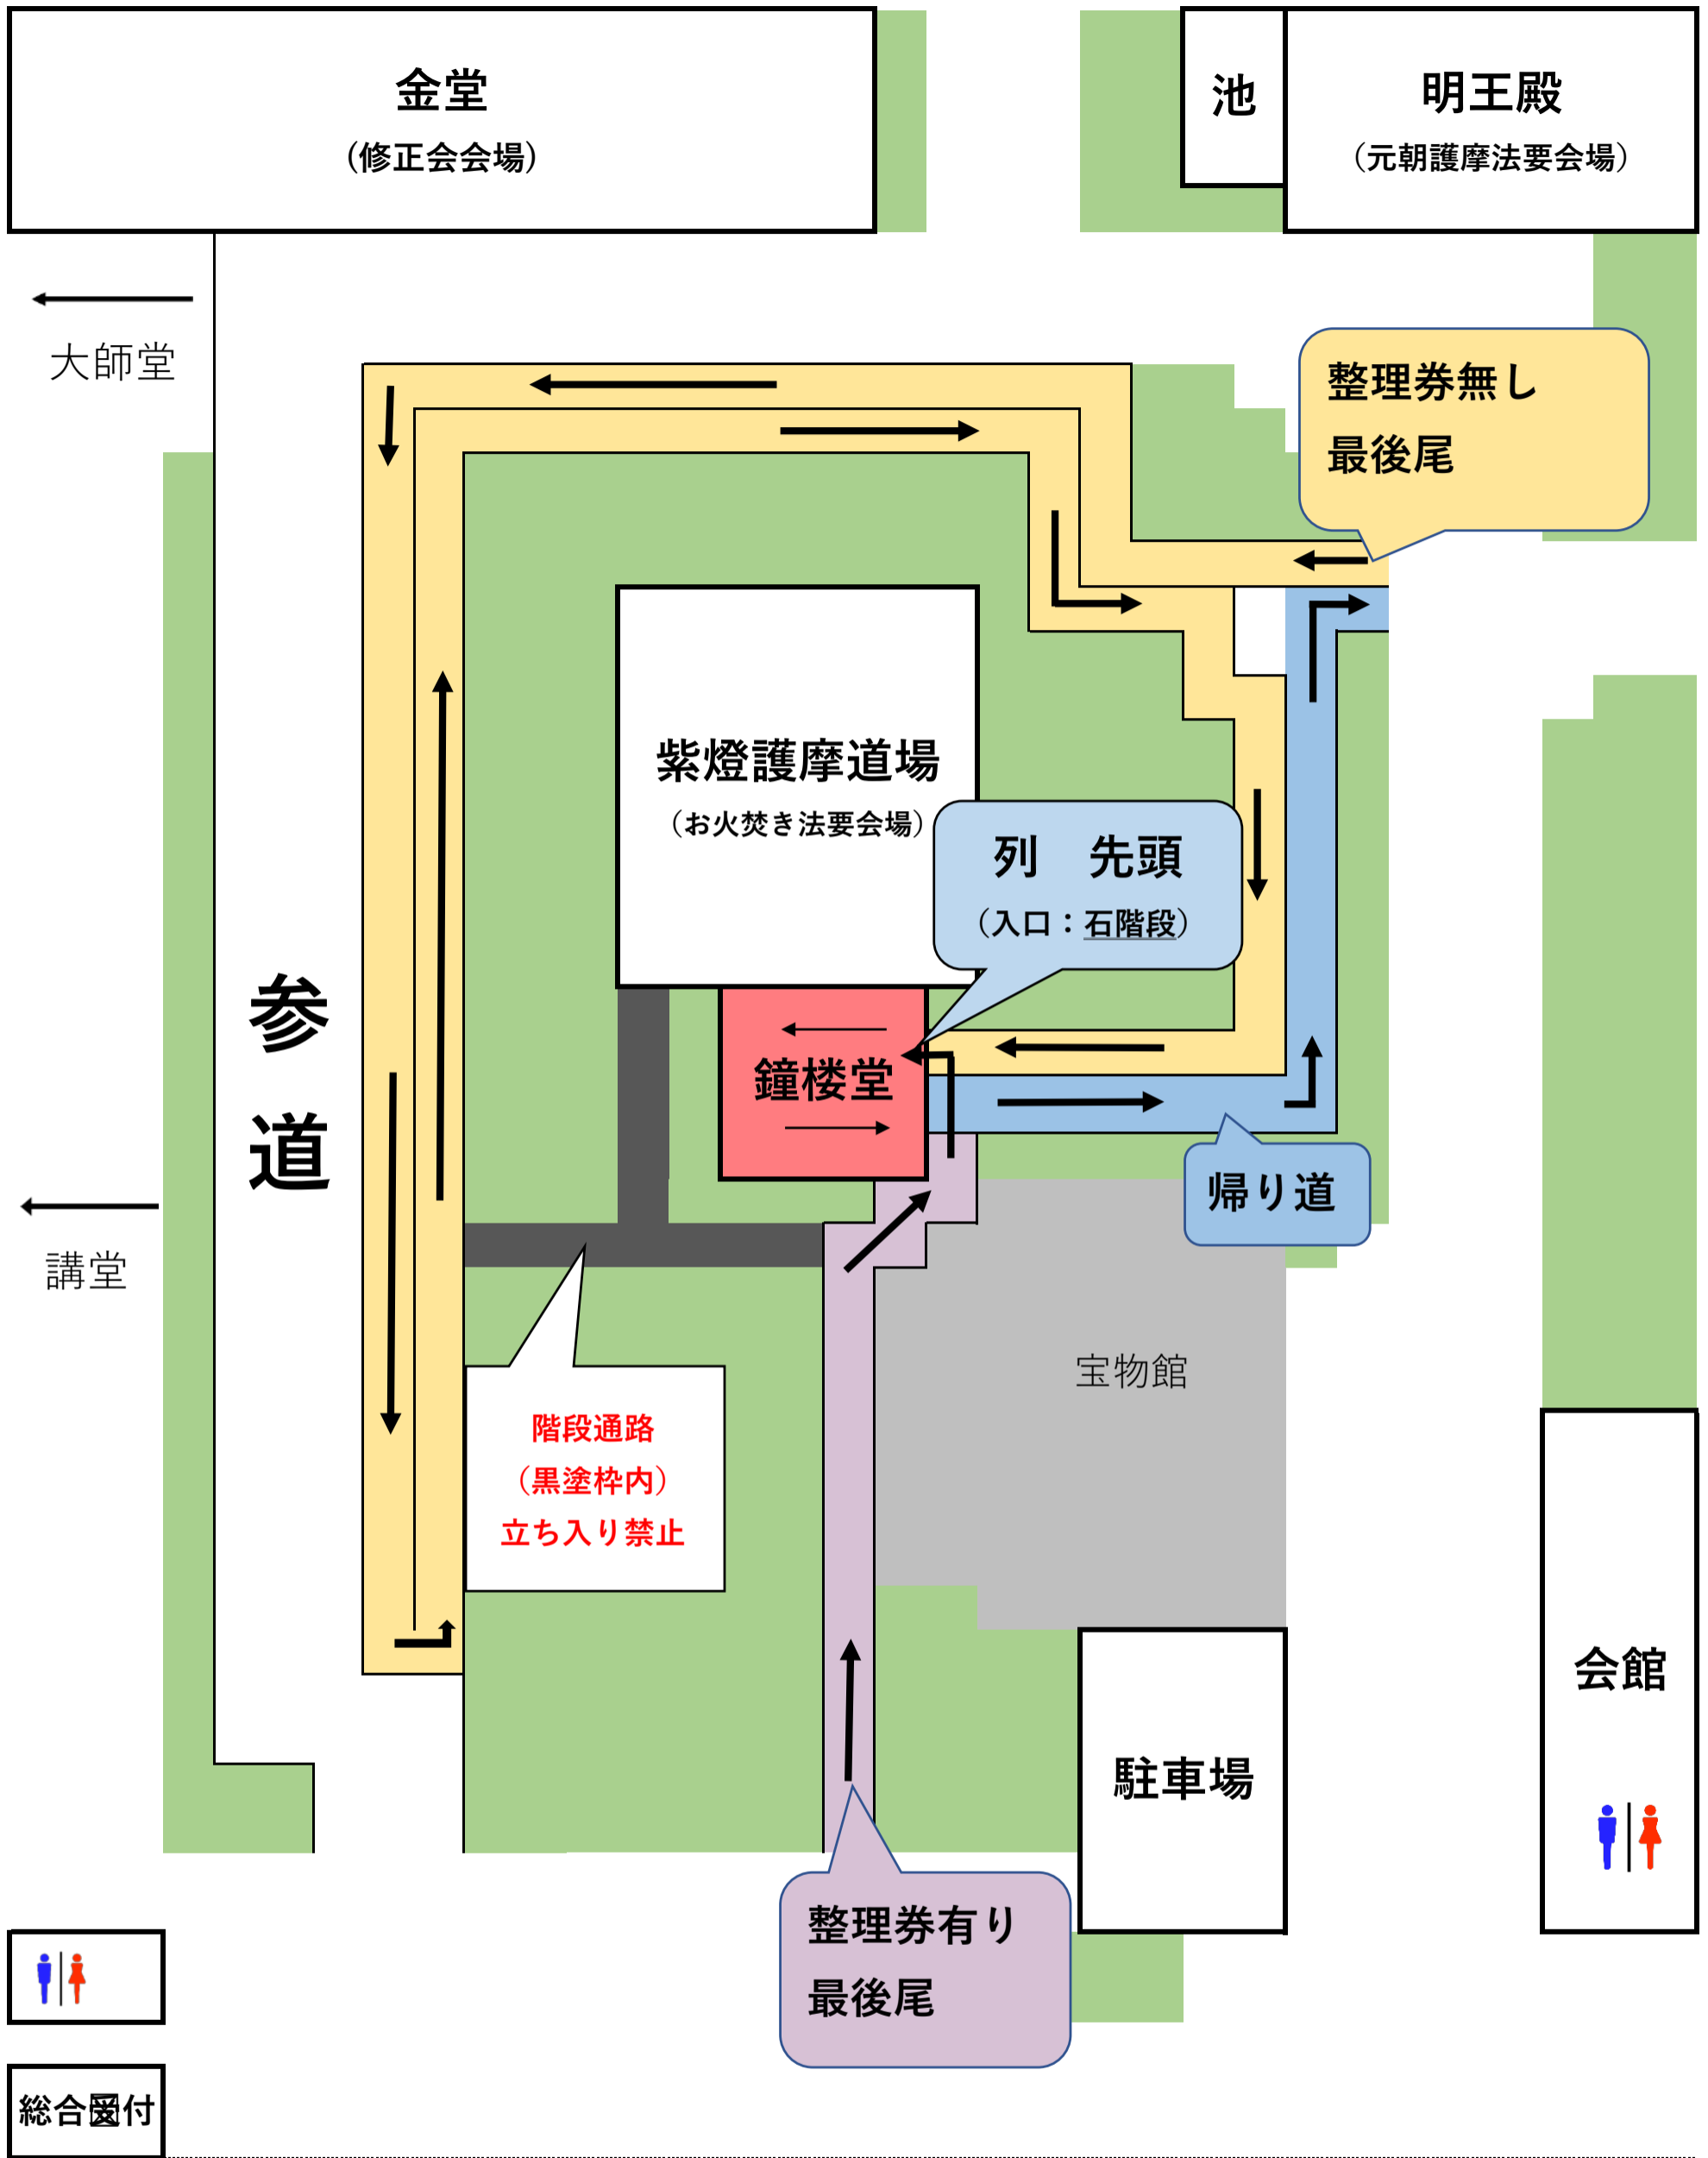 金堂
（修正会会場）
池
明王殿
（元朝護摩法要会場）
大師堂
整理券無し
最後尾
紫燈護摩道場
（お火焚き法要会場）
列　先頭
（入口：石階段）
参
道
鐘楼堂
帰り道
講堂
宝物館
階段通路
（黒塗枠内）
立ち入り禁止
会館
駐車場
整理券有り
最後尾
総合付